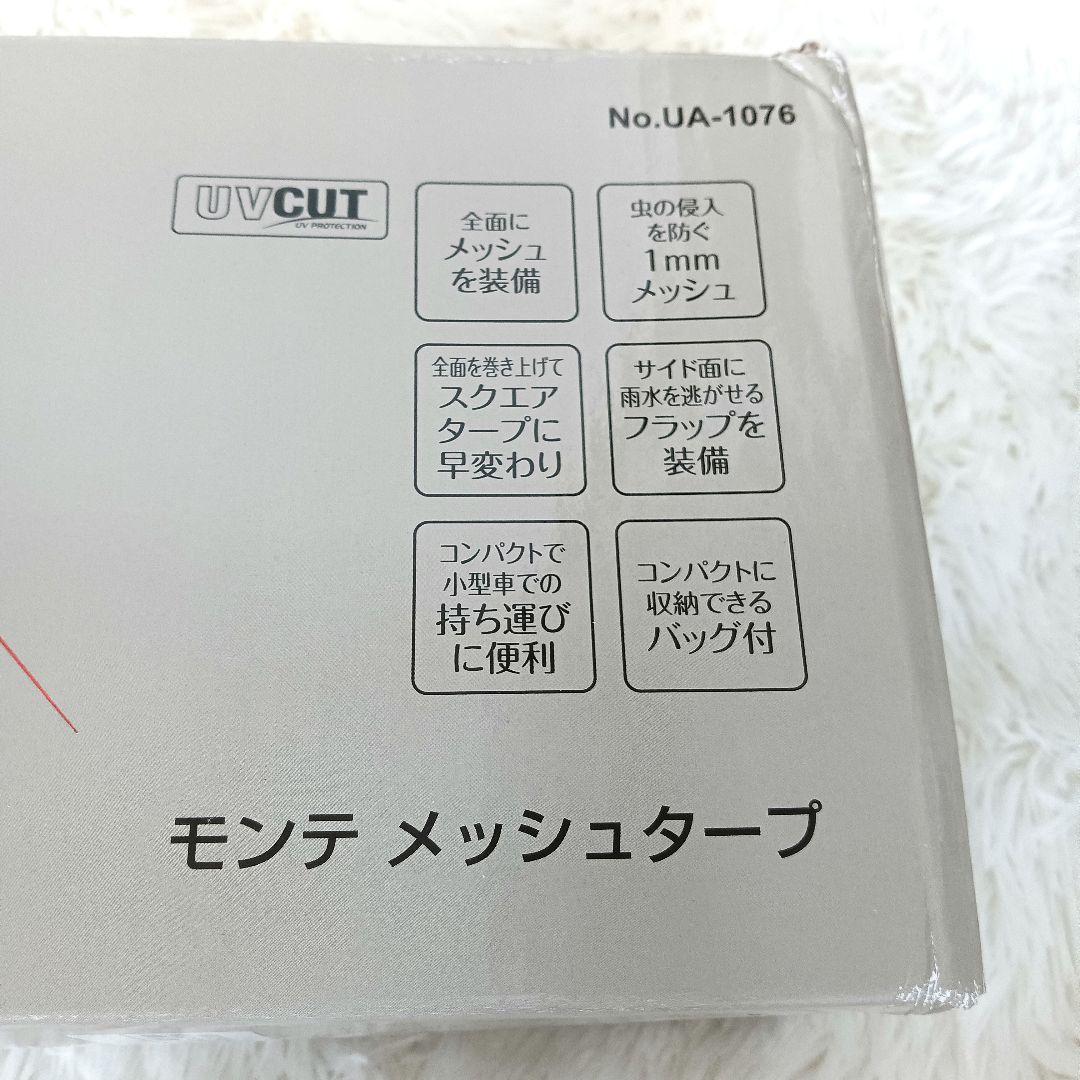 No.UA-1076
UVCUT
UV PROTECTION
全面に
メッシュ
を装備
虫の侵入
を防ぐ
1mm
メッシュ
全面を巻き上げて
スクエア
タープに
早変わり
サイド面に
雨水を逃がせる
フラップを
装備
コンパクトで
小型車での
持ち運び
に便利
コンパクトに
収納できる
バッグ付
モンテ メッシュタープ